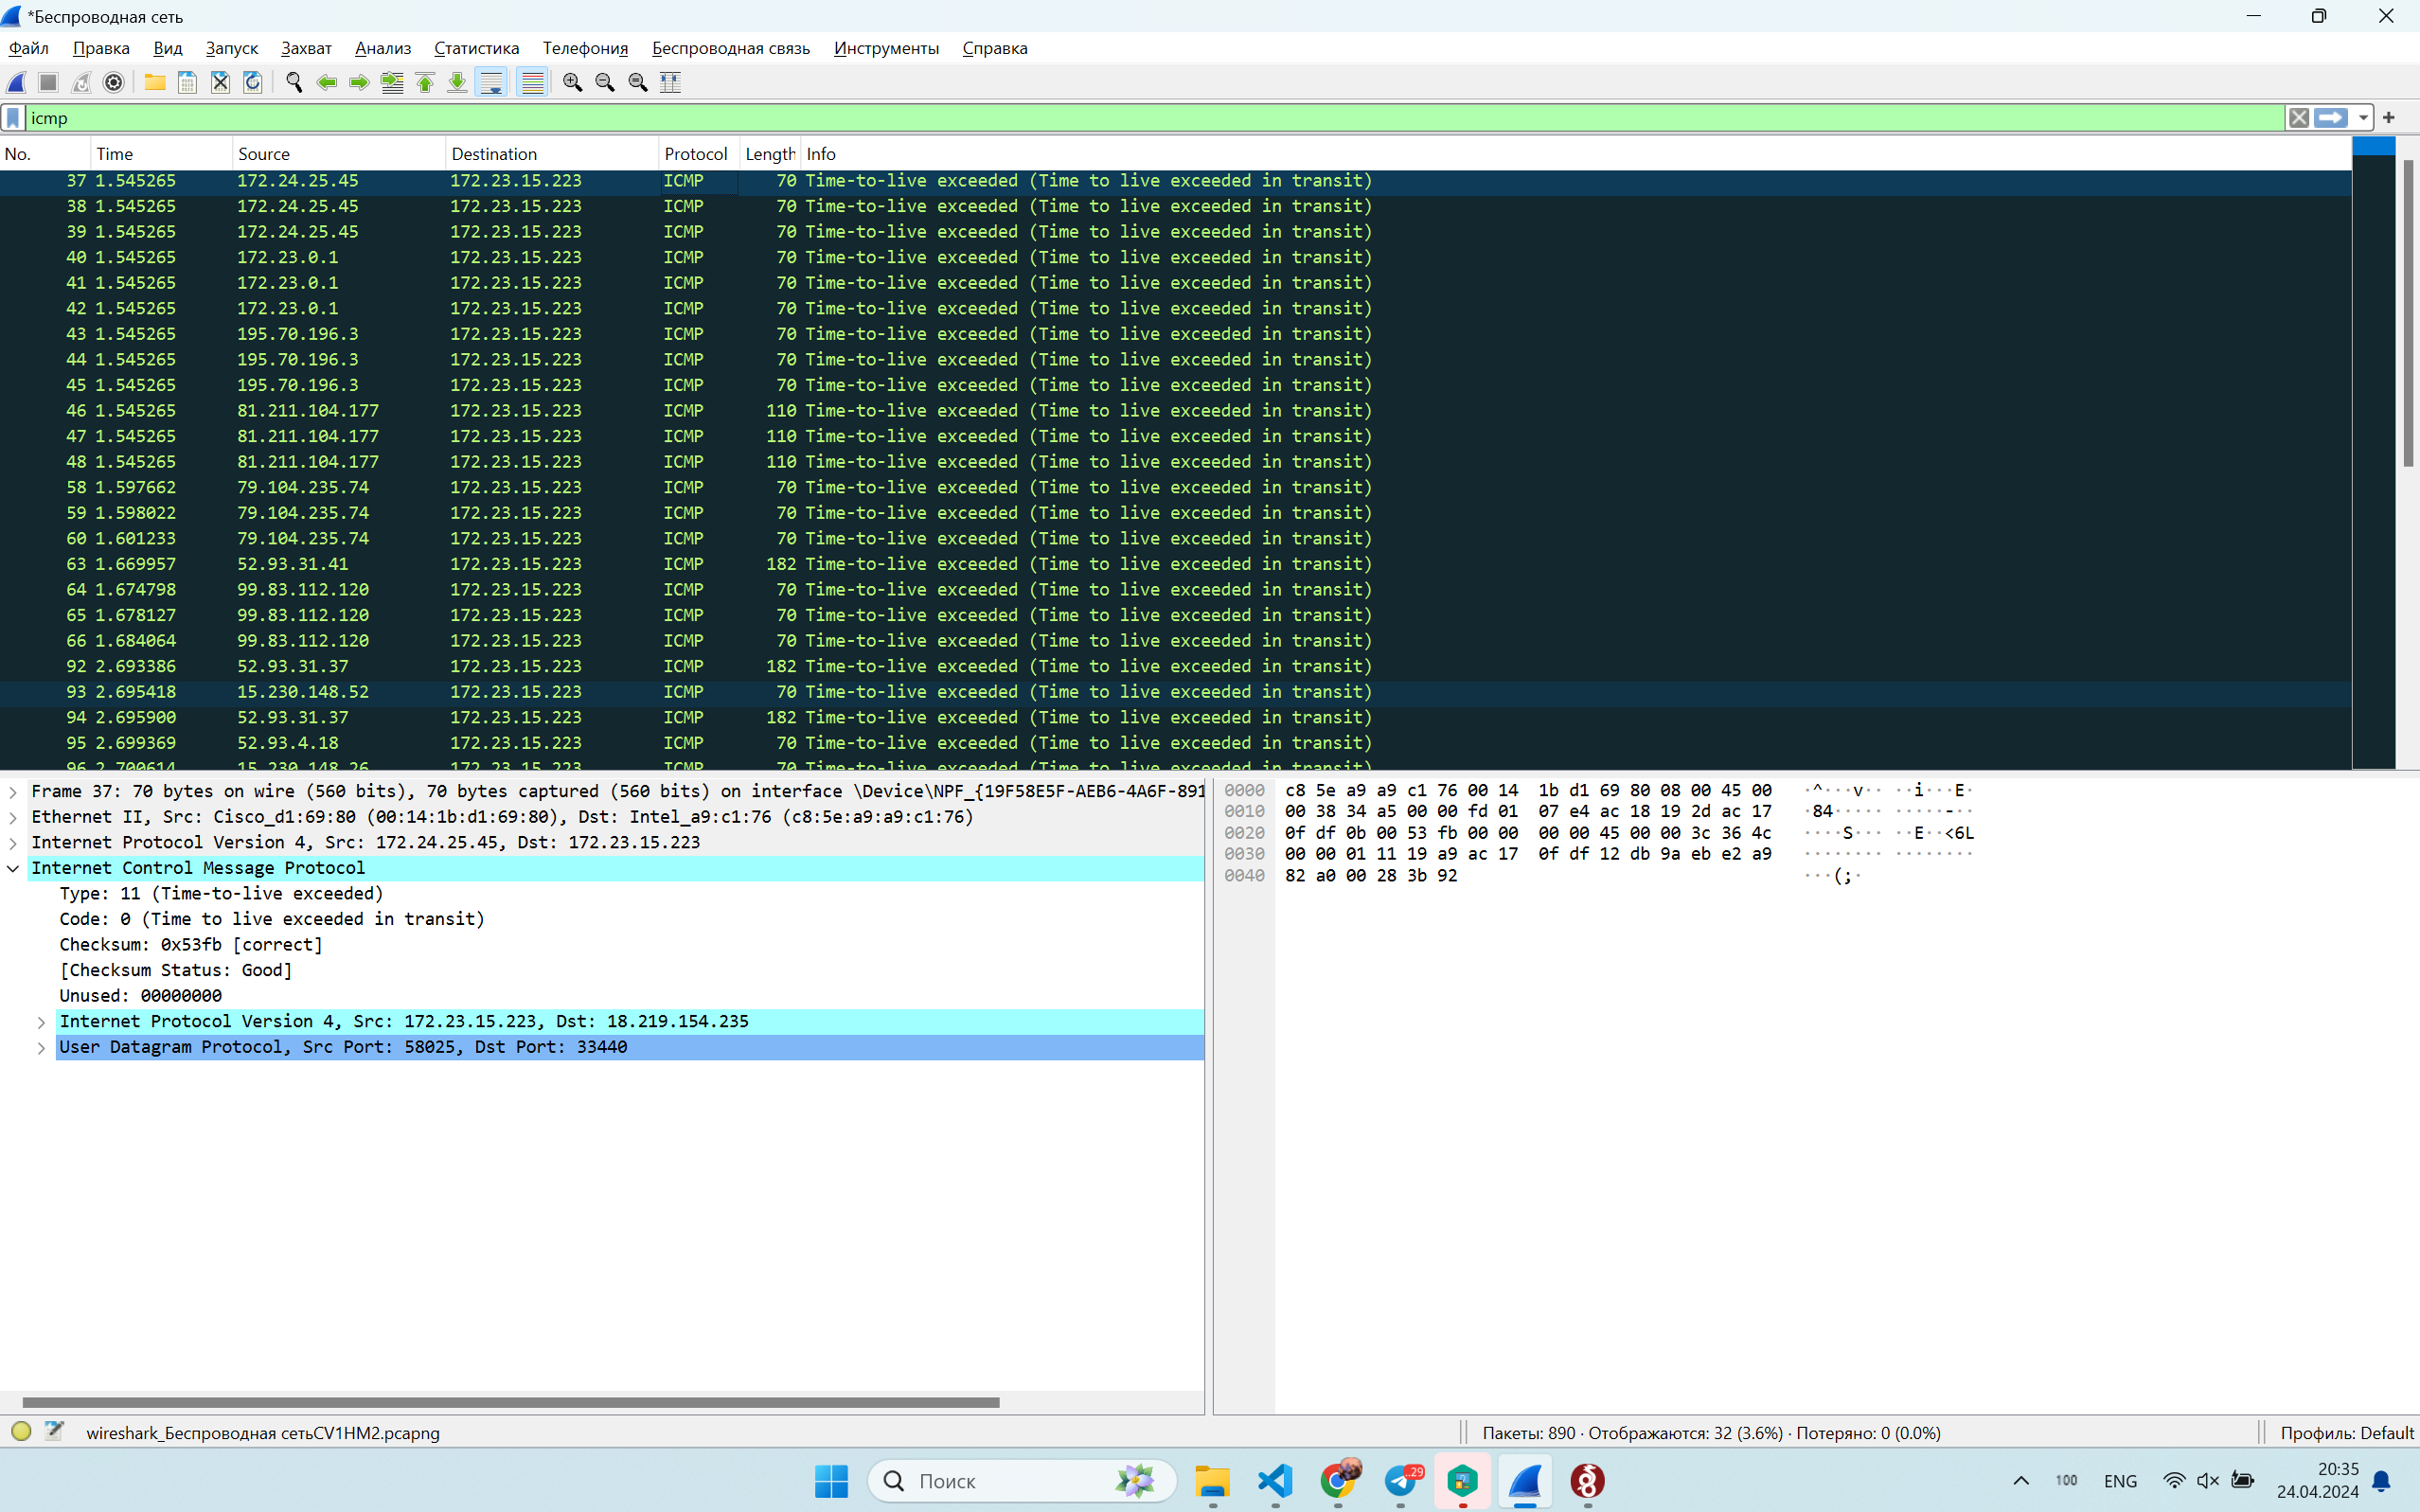 *Беспроводная сеть
Файл Правка Вид Запуск Захват Анализ Статистика Телефония Беспроводная связь Инструменты Справка
icmp
No. Time Source Destination Protocol Length Info
37 1.545265 172.24.25.45 172.23.15.223 ICMP 70 Time-to-live exceeded (Time to live exceeded in transit)
38 1.545265 172.24.25.45 172.23.15.223 ICMP 70 Time-to-live exceeded (Time to live exceeded in transit)
39 1.545265 172.24.25.45 172.23.15.223 ICMP 70 Time-to-live exceeded (Time to live exceeded in transit)
40 1.545265 172.23.0.1 172.23.15.223 ICMP 70 Time-to-live exceeded (Time to live exceeded in transit)
41 1.545265 172.23.0.1 172.23.15.223 ICMP 70 Time-to-live exceeded (Time to live exceeded in transit)
42 1.545265 172.23.0.1 172.23.15.223 ICMP 70 Time-to-live exceeded (Time to live exceeded in transit)
43 1.545265 195.70.196.3 172.23.15.223 ICMP 70 Time-to-live exceeded (Time to live exceeded in transit)
44 1.545265 195.70.196.3 172.23.15.223 ICMP 70 Time-to-live exceeded (Time to live exceeded in transit)
45 1.545265 195.70.196.3 172.23.15.223 ICMP 70 Time-to-live exceeded (Time to live exceeded in transit)
46 1.545265 81.211.104.177 172.23.15.223 ICMP 110 Time-to-live exceeded (Time to live exceeded in transit)
47 1.545265 81.211.104.177 172.23.15.223 ICMP 110 Time-to-live exceeded (Time to live exceeded in transit)
48 1.545265 81.211.104.177 172.23.15.223 ICMP 110 Time-to-live exceeded (Time to live exceeded in transit)
58 1.597662 79.104.235.74 172.23.15.223 ICMP 70 Time-to-live exceeded (Time to live exceeded in transit)
59 1.598022 79.104.235.74 172.23.15.223 ICMP 70 Time-to-live exceeded (Time to live exceeded in transit)
60 1.601233 79.104.235.74 172.23.15.223 ICMP 70 Time-to-live exceeded (Time to live exceeded in transit)
63 1.669957 52.93.31.41 172.23.15.223 ICMP 182 Time-to-live exceeded (Time to live exceeded in transit)
64 1.674798 99.83.112.120 172.23.15.223 ICMP 70 Time-to-live exceeded (Time to live exceeded in transit)
65 1.678127 99.83.112.120 172.23.15.223 ICMP 70 Time-to-live exceeded (Time to live exceeded in transit)
66 1.684064 99.83.112.120 172.23.15.223 ICMP 70 Time-to-live exceeded (Time to live exceeded in transit)
92 2.693386 52.93.31.37 172.23.15.223 ICMP 182 Time-to-live exceeded (Time to live exceeded in transit)
93 2.695418 15.230.148.52 172.23.15.223 ICMP 70 Time-to-live exceeded (Time to live exceeded in transit)
94 2.695900 52.93.31.37 172.23.15.223 ICMP 182 Time-to-live exceeded (Time to live exceeded in transit)
95 2.699369 52.93.4.18 172.23.15.223 ICMP 70 Time-to-live exceeded (Time to live exceeded in transit)
96 2.700614 15.230.148.26 172.23.15.223 ICMP 70 Time-to-live exceeded (Time to live exceeded in transit)
Frame 37: 70 bytes on wire (560 bits), 70 bytes captured (560 bits) on interface \Device\NPF_{19F58E5F-AEB6-4A6F-891
Ethernet II, Src: Cisco_d1:69:80 (00:14:1b:d1:69:80), Dst: Intel_a9:c1:76 (c8:5e:a9:a9:c1:76)
Internet Protocol Version 4, Src: 172.24.25.45, Dst: 172.23.15.223
Internet Control Message Protocol
Type: 11 (Time-to-live exceeded)
Code: 0 (Time to live exceeded in transit)
Checksum: 0x53fb [correct]
[Checksum Status: Good]
Unused: 00000000
Internet Protocol Version 4, Src: 172.23.15.223, Dst: 18.219.154.235
User Datagram Protocol, Src Port: 58025, Dst Port: 33440
0000 c8 5e a9 a9 c1 76 00 14 1b d1 69 80 08 00 45 00 ·^···v·· ··i···E·
0010 00 38 34 a5 00 00 fd 01 07 e4 ac 18 19 2d ac 17 ·84····· ·····-··
0020 0f df 0b 00 53 fb 00 00 00 00 45 00 00 3c 36 4c ····S··· ··E··<6L
0030 00 00 01 11 19 a9 ac 17 0f df 12 db 9a eb e2 a9 ········ ········
0040 82 a0 00 28 3b 92 ···(;·
wireshark_Беспроводная сетьCV1HM2.pcapng
Пакеты: 890 · Отображаются: 32 (3.6%) · Потеряно: 0 (0.0%)
Профиль: Default
Поиск
..29
100
ENG
20:35
24.04.2024